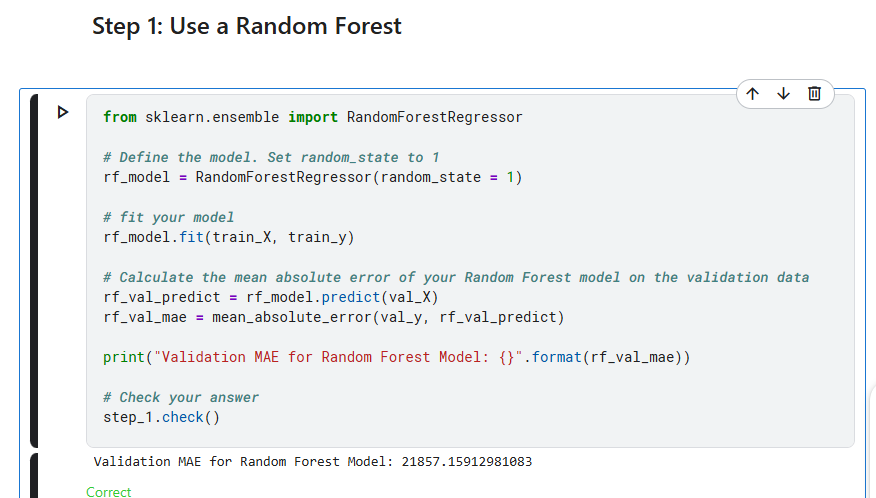 Step 1: Use a Random Forest
from sklearn.ensemble import RandomForestRegressor
# Define the model. Set random_state to 1
rf_model = RandomForestRegressor(random_state = 1)
# fit your model
rf_model.fit(train_X, train_y)
# Calculate the mean absolute error of your Random Forest model on the validation data
rf_val_predict = rf_model.predict(val_X)
rf_val_mae = mean_absolute_error(val_y, rf_val_predict)
print("Validation MAE for Random Forest Model: {}".format(rf_val_mae))
# Check your answer
step_1.check()
Validation MAE for Random Forest Model: 21857.15912981083
Correct